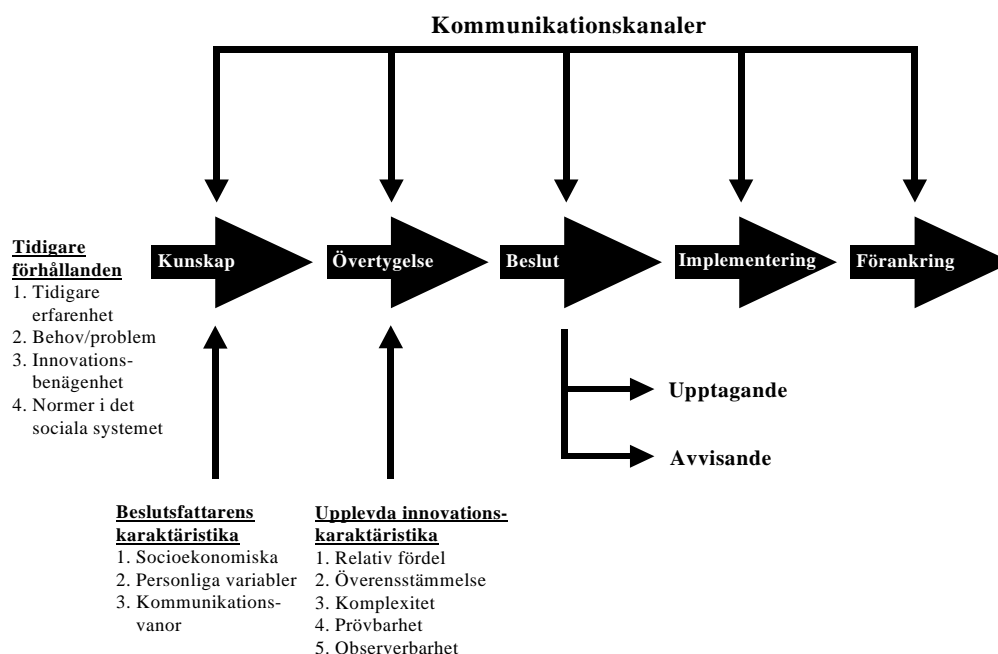 Kommunikationskanaler
Tidigare
förhållanden
1. Tidigare
erfarenhet
2. Behov/problem
3. Innovations-
benägenhet
4. Normer i det
sociala systemet
Kunskap
Övertygelse
Beslut
Implementering
Förankring
Upptagande
Avvisande
Beslutsfattarens
karaktäristika
1. Socioekonomiska
2. Personliga variabler
3. Kommunikations-
vanor
Upplevda innovations-
karaktäristika
1. Relativ fördel
2. Överensstämmelse
3. Komplexitet
4. Prövbarhet
5. Observerbarhet